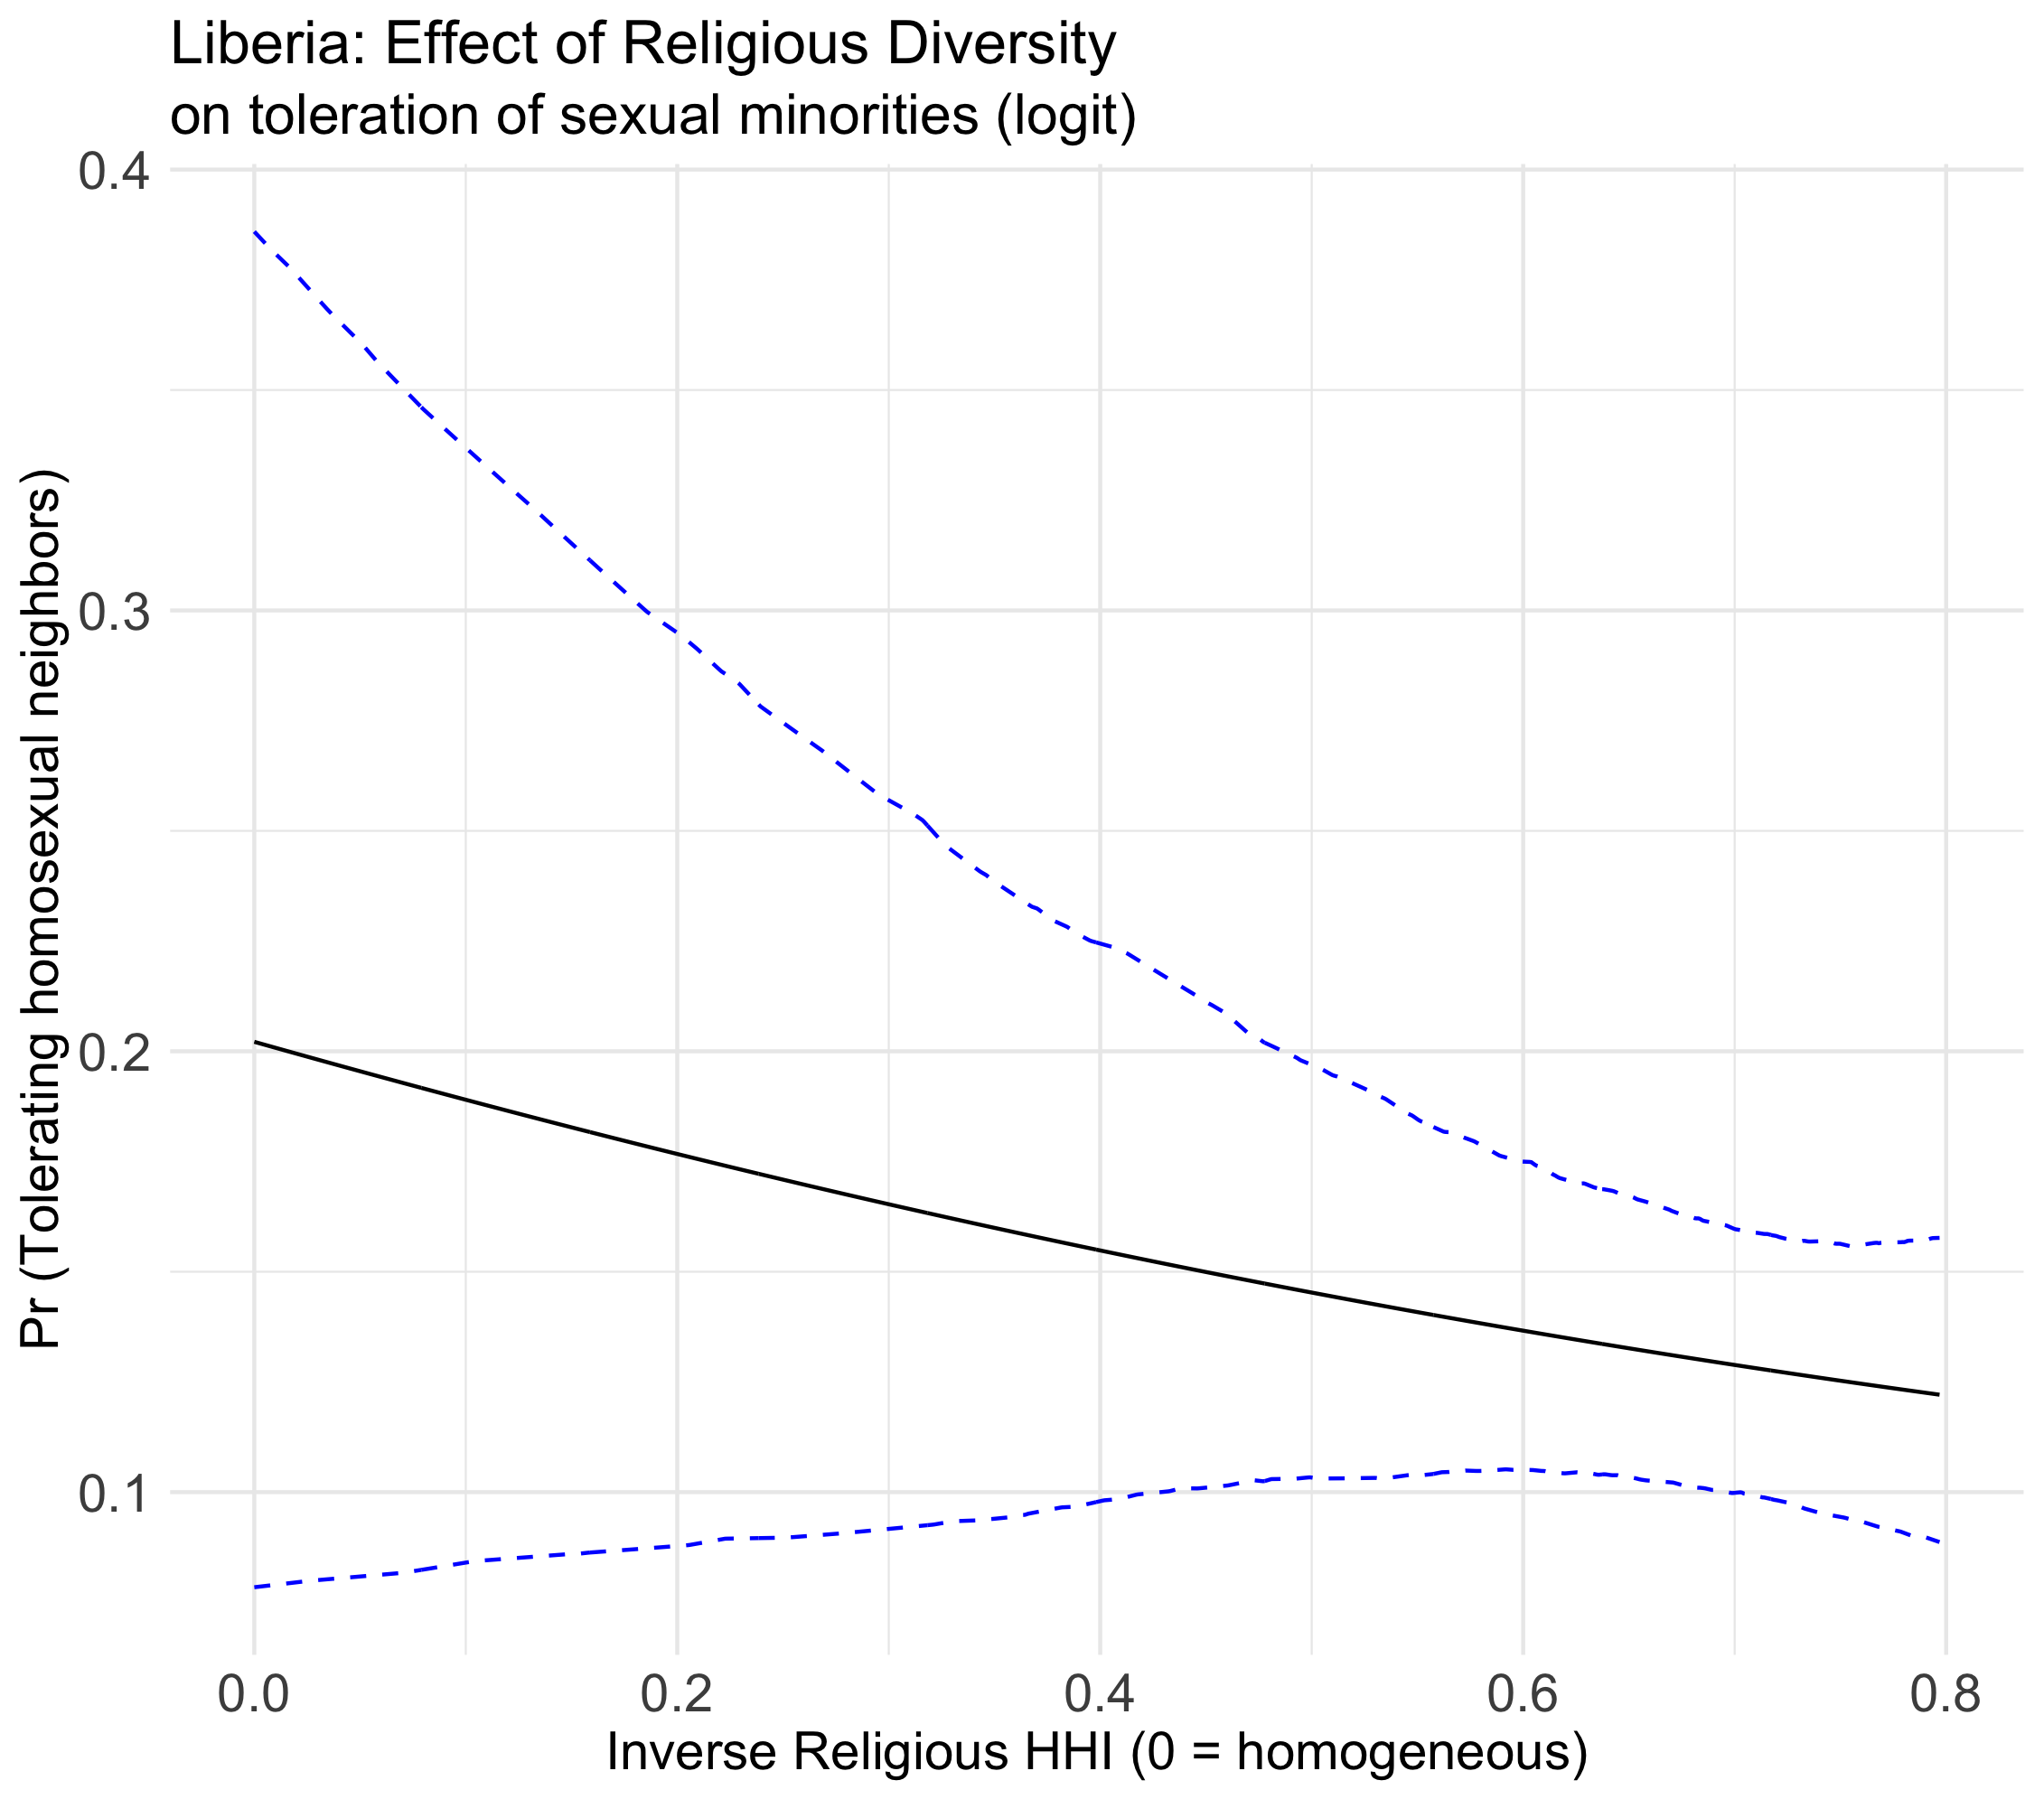 Liberia: Effect of Religious Diversity
on toleration of sexual minorities (logit)
Pr (Tolerating homosexual neighbors)
0.4
0.3
0.2
0.1
0.0 0.2 0.4 0.6 0.8
Inverse Religious HHI (0 = homogeneous)